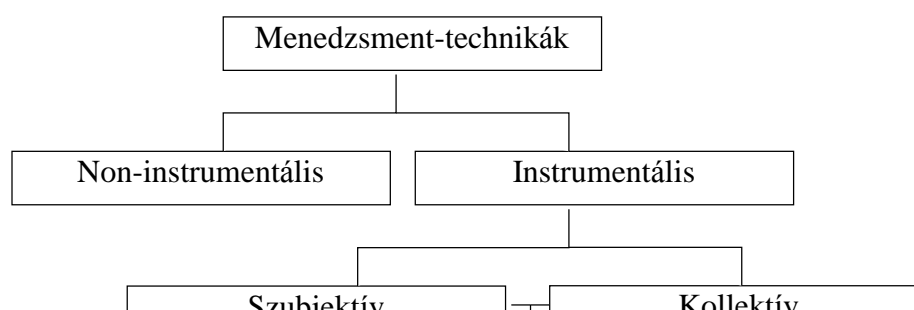 Menedzsment-technikák
Non-instrumentális
Instrumentális
Szubjektív
Kollektív